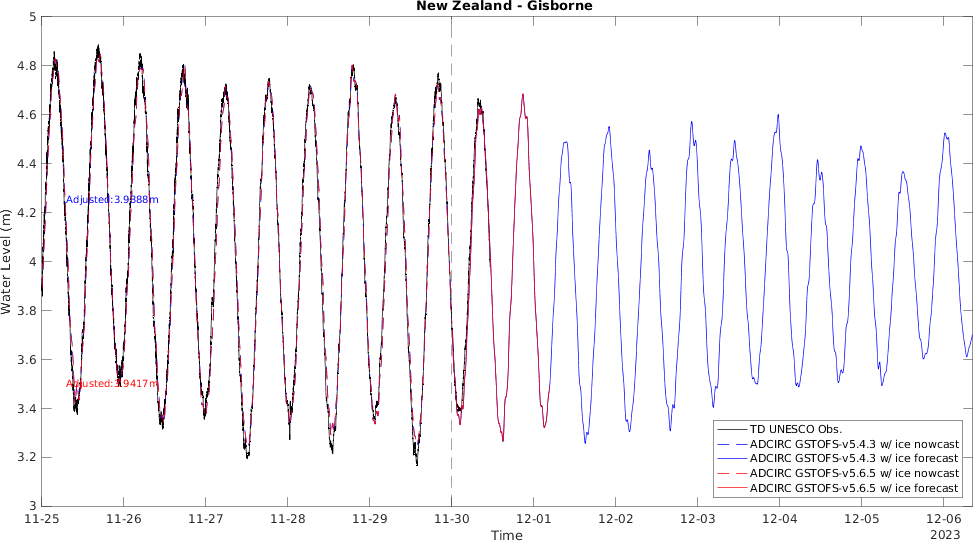 New Zealand - Gisborne
Water Level (m)
5
4.8
4.6
4.4
4.2
4
3.8
3.6
3.4
3.2
3
Adjusted:3.9388m
Adjusted:3.9417m
TD UNESCO Obs.
ADCIRC GSTOFS-v5.4.3 w/ ice nowcast
ADCIRC GSTOFS-v5.4.3 w/ ice forecast
ADCIRC GSTOFS-v5.6.5 w/ ice nowcast
ADCIRC GSTOFS-v5.6.5 w/ ice forecast
11-25 11-26 11-27 11-28 11-29 11-30 12-01 12-02 12-03 12-04 12-05 12-06
2023
Time